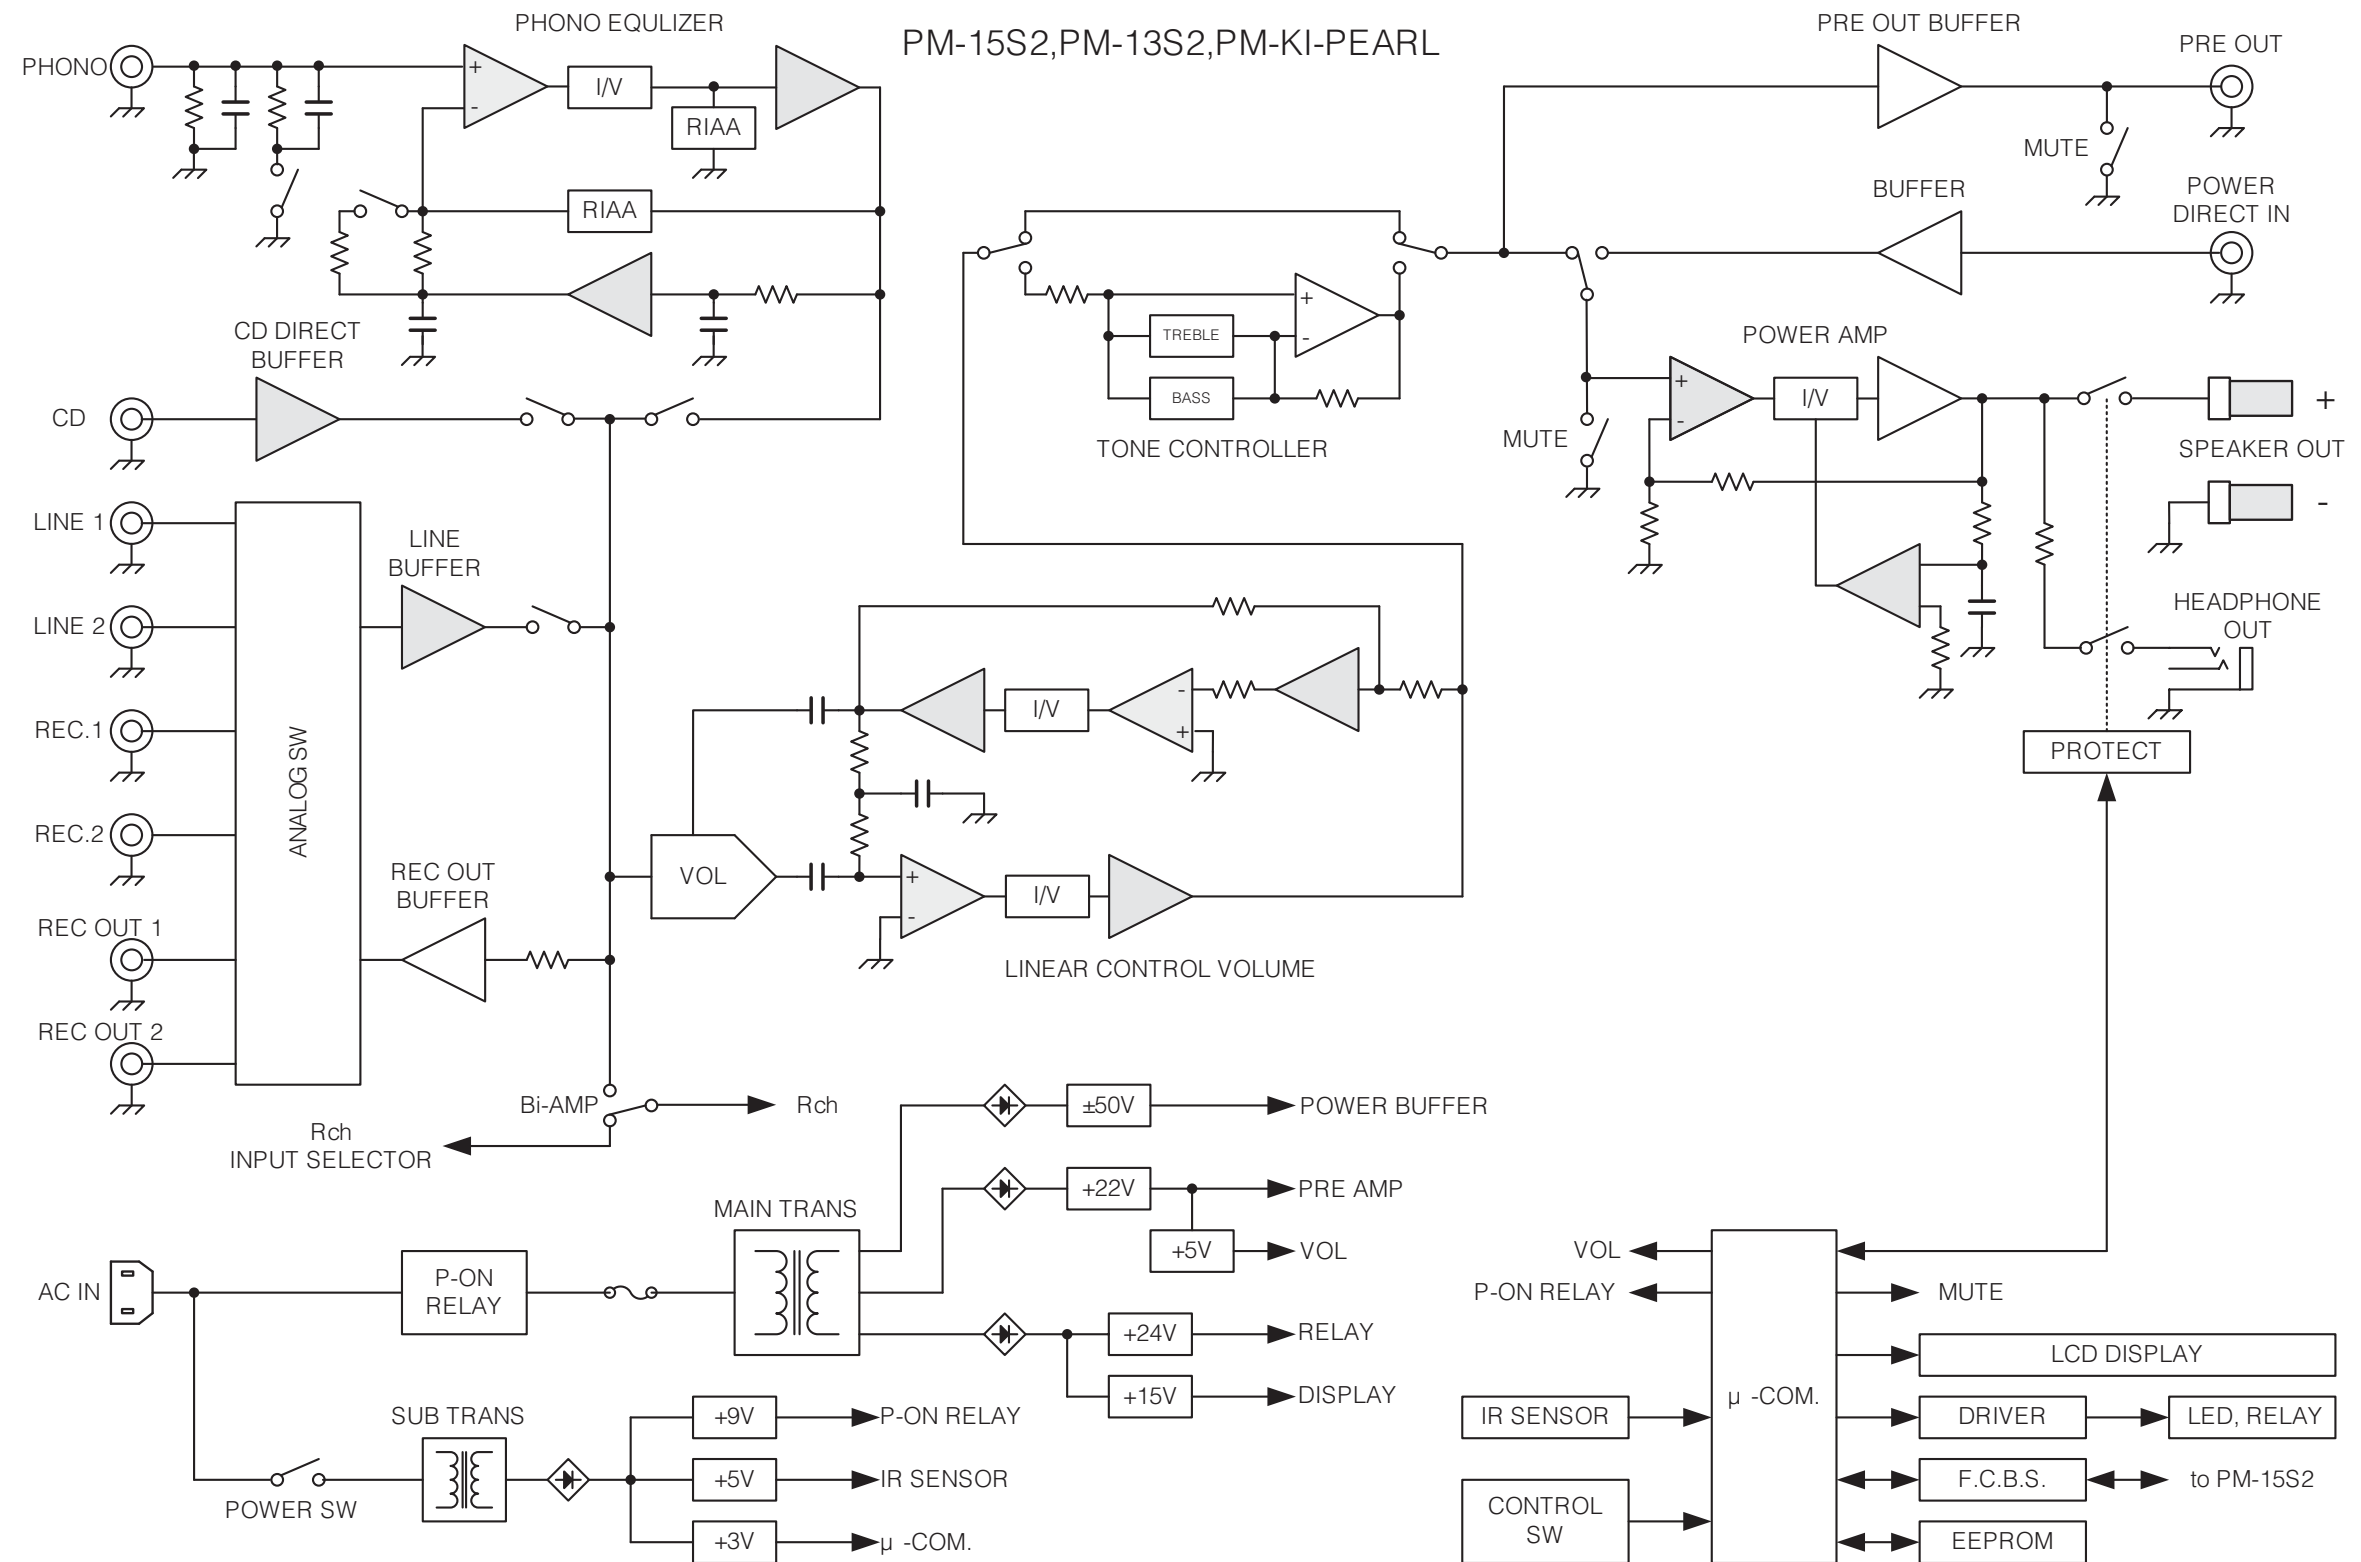 PHONO EQULIZER
PM-15S2,PM-13S2,PM-KI-PEARL
PRE OUT BUFFER
PRE OUT
PHONO
+
I/V
-
RIAA
MUTE
BUFFER
POWER
DIRECT IN
RIAA
CD DIRECT
BUFFER
+
TREBLE
-
BASS
TONE CONTROLLER
POWER AMP
CD
+
I/V
-
+
MUTE
SPEAKER OUT
-
LINE 1
LINE
BUFFER
LINE 2
HEADPHONE
OUT
-
I/V
+
REC.1
PROTECT
ANALOG SW
REC.2
REC OUT
BUFFER
VOL
+
I/V
-
REC OUT 1
LINEAR CONTROL VOLUME
REC OUT 2
Bi-AMP
Rch
Rch
INPUT SELECTOR
±50V
POWER BUFFER
+22V
PRE AMP
MAIN TRANS
+5V
VOL
AC IN
P-ON
RELAY
+24V
RELAY
+15V
DISPLAY
SUB TRANS
+9V
P-ON RELAY
+5V
IR SENSOR
POWER SW
+3V
µ -COM.
VOL
P-ON RELAY
MUTE
LCD DISPLAY
µ -COM.
IR SENSOR
DRIVER
LED, RELAY
F.C.B.S.
to PM-15S2
CONTROL
SW
EEPROM